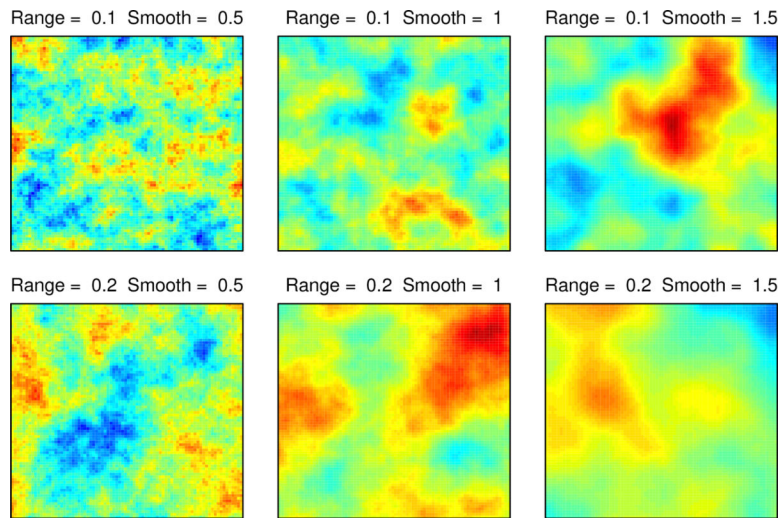 Range = 0.1 Smooth = 0.5
Range = 0.1 Smooth = 1
Range = 0.1 Smooth = 1.5
Range = 0.2 Smooth = 0.5
Range = 0.2 Smooth = 1
Range = 0.2 Smooth = 1.5